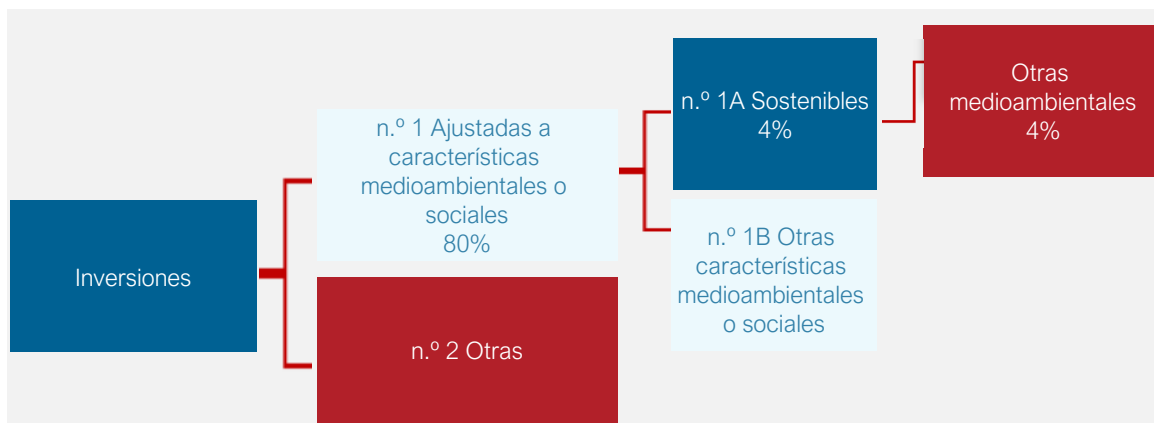 Inversiones
n.º 1 Ajustadas a
características
medioambientales o
sociales
80%
n.º 2 Otras
n.º 1A Sostenibles
4%
n.º 1B Otras
características
medioambientales
o sociales
Otras
medioambientales
4%